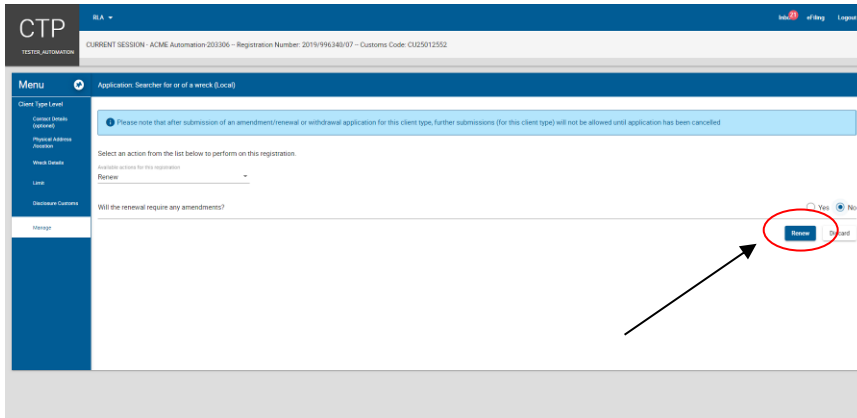 CTP
TESTER_AUTOMATION
RLA
Inbox 21 eFiling Logout
CURRENT SESSION - ACME Automation-203306 – Registration Number: 2019/996340/07 – Customs Code: CU25012552
Menu
Application: Searcher for or of a wreck (Local)
Client Type Level
Contact Details
(optional)
Physical Address
/location
Wreck Details
Limit
Disclosure Customs
Manage
Please note that after submission of an amendment/renewal or withdrawal application for this client type, further submissions (for this client type) will not be allowed until application has been cancelled
Select an action from the list below to perform on this registration.
Available actions for this registration
Renew
Will the renewal require any amendments?
Yes No
Renew Discard